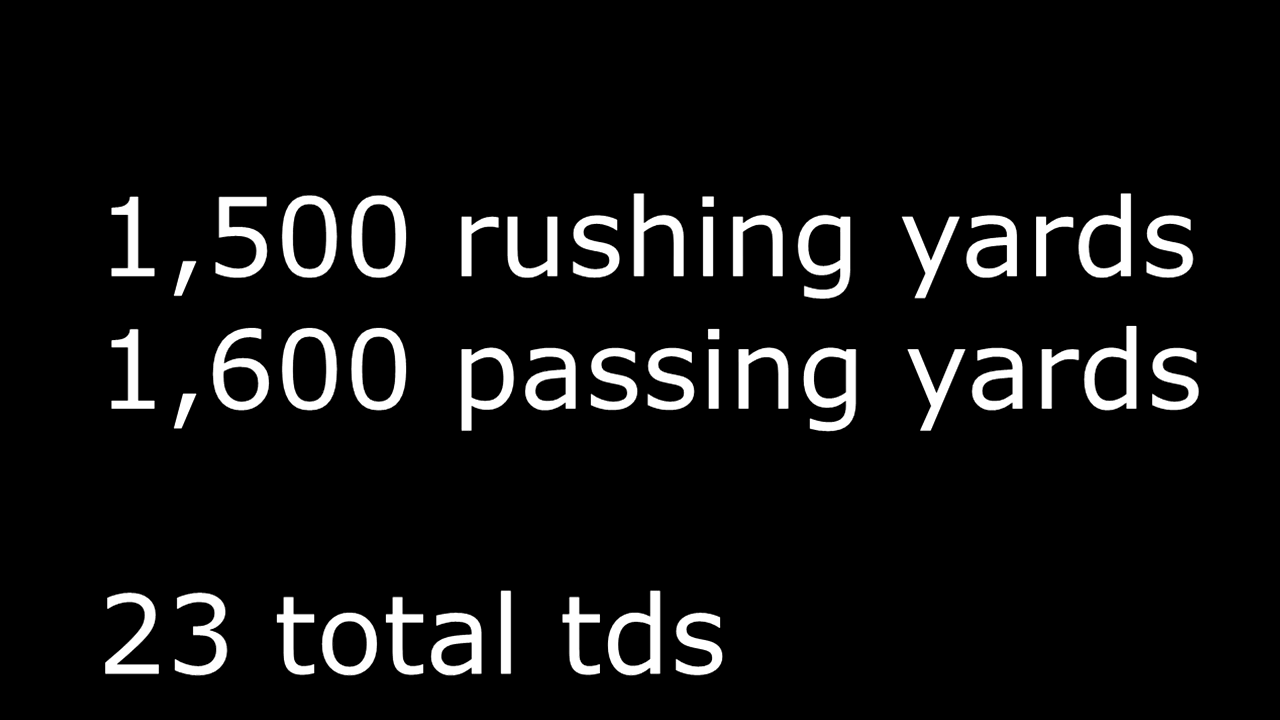 1,500 rushing yards
1,600 passing yards
23 total tds